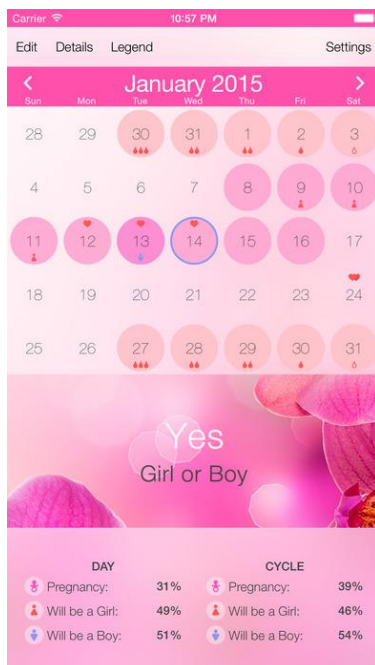 Carrier 10:57 PM
Edit Details Legend Settings
January 2015
Sun Mon Tue Wed Thu Fri Sat
28 29 30 31 1 2 3
4 5 6 7 8 9 10
11 12 13 14 15 16 17
18 19 20 21 22 23 24
25 26 27 28 29 30 31
Yes
Girl or Boy
DAY CYCLE
Pregnancy: 31% Pregnancy: 39%
Will be a Girl: 49% Will be a Girl: 46%
Will be a Boy: 51% Will be a Boy: 54%